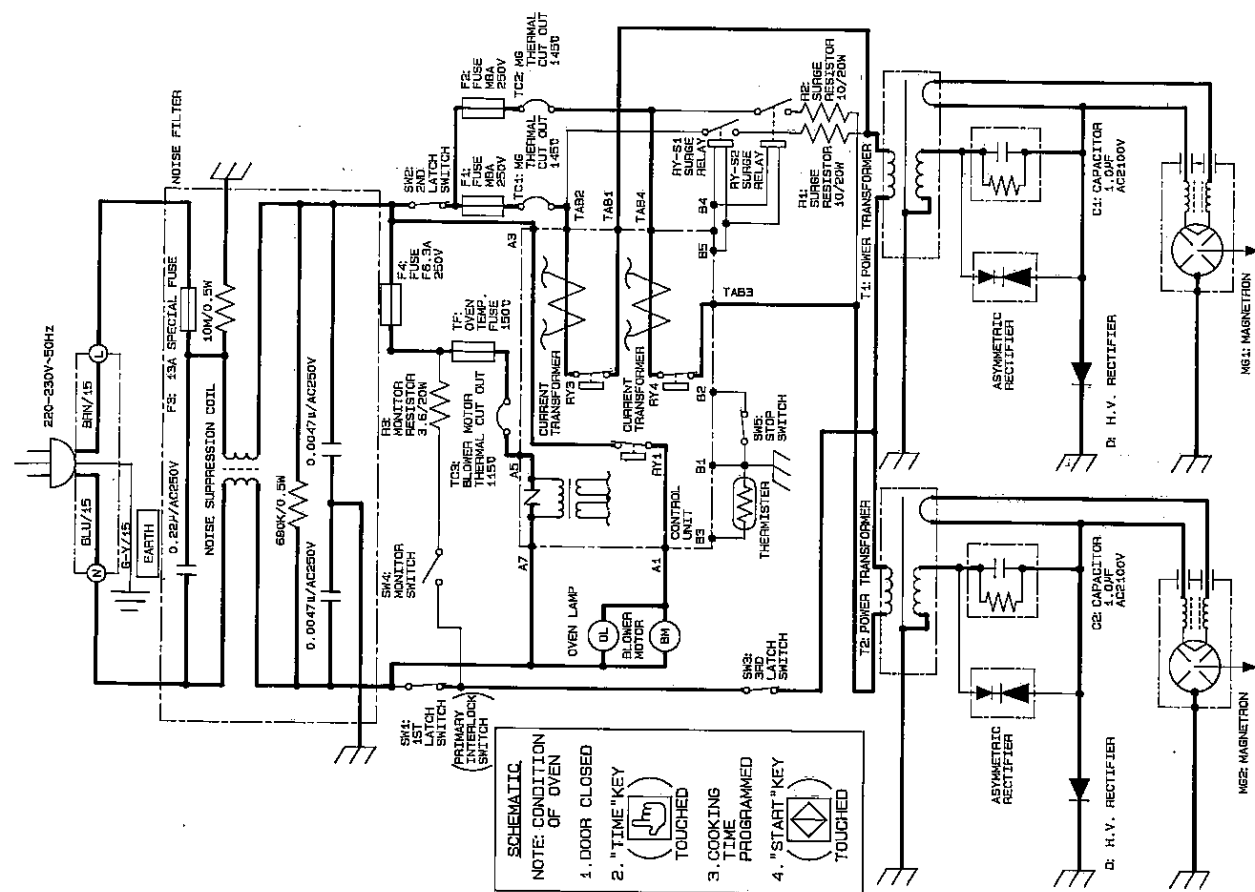 220-230V~50Hz
N
BLU/15
BRN/15
L
G-Y/15
EARTH
NOISE FILTER
F3: 13A SPECIAL FUSE
10M/0.5W
0.22µ/AC250V
NOISE SUPPRESSION COIL
680K/0.5W
0.0047µ/AC250V
0.0047µ/AC250V
SW1:
1ST
LATCH
SWITCH
(PRIMARY
INTERLOCK
SWITCH)
SW2:
2ND
LATCH
SWITCH
F1:
FUSE
M8A
250V
F2:
FUSE
M8A
250V
TC1: MG
THERMAL
CUT OUT
145℃
TC2: MG
THERMAL
CUT OUT
145℃
F4:
FUSE
F6.3A
250V
TF:
OVEN
TEMP.
FUSE
150℃
R3:
MONITOR
RESISTOR
3.6/20W
SW4:
MONITOR
SWITCH
TC3:
BLOWER MOTOR
THERMAL CUT OUT
115℃
A3
A5
A7
A1
TAB2
TAB1
TAB4
TAB3
CURRENT
TRANSFORMER
RY3
CURRENT
TRANSFORMER
RY4
RY1
CONTROL
UNIT
B1
B2
B3
B4
B5
RY-S1
SURGE
RELAY
RY-S2
SURGE
RELAY
R1:
SURGE
RESISTOR
10/20W
R2:
SURGE
RESISTOR
10/20W
SW5:
STOP
SWITCH
THERMISTER
OVEN LAMP
OL
BLOWER
MOTOR
BM
SW3:
3RD
LATCH
SWITCH
T1: POWER TRANSFORMER
C1: CAPACITOR
1.0µF
AC2100V
ASYMMETRIC
RECTIFIER
D: H.V. RECTIFIER
MG1: MAGNETRON
T2: POWER TRANSFORMER
C2: CAPACITOR
1.0µF
AC2100V
ASYMMETRIC
RECTIFIER
D: H.V. RECTIFIER
MG2: MAGNETRON
SCHEMATIC
NOTE: CONDITION
OF OVEN
1. DOOR CLOSED
2. "TIME" KEY
TOUCHED
3. COOKING
TIME
PROGRAMMED
4. "START" KEY
TOUCHED